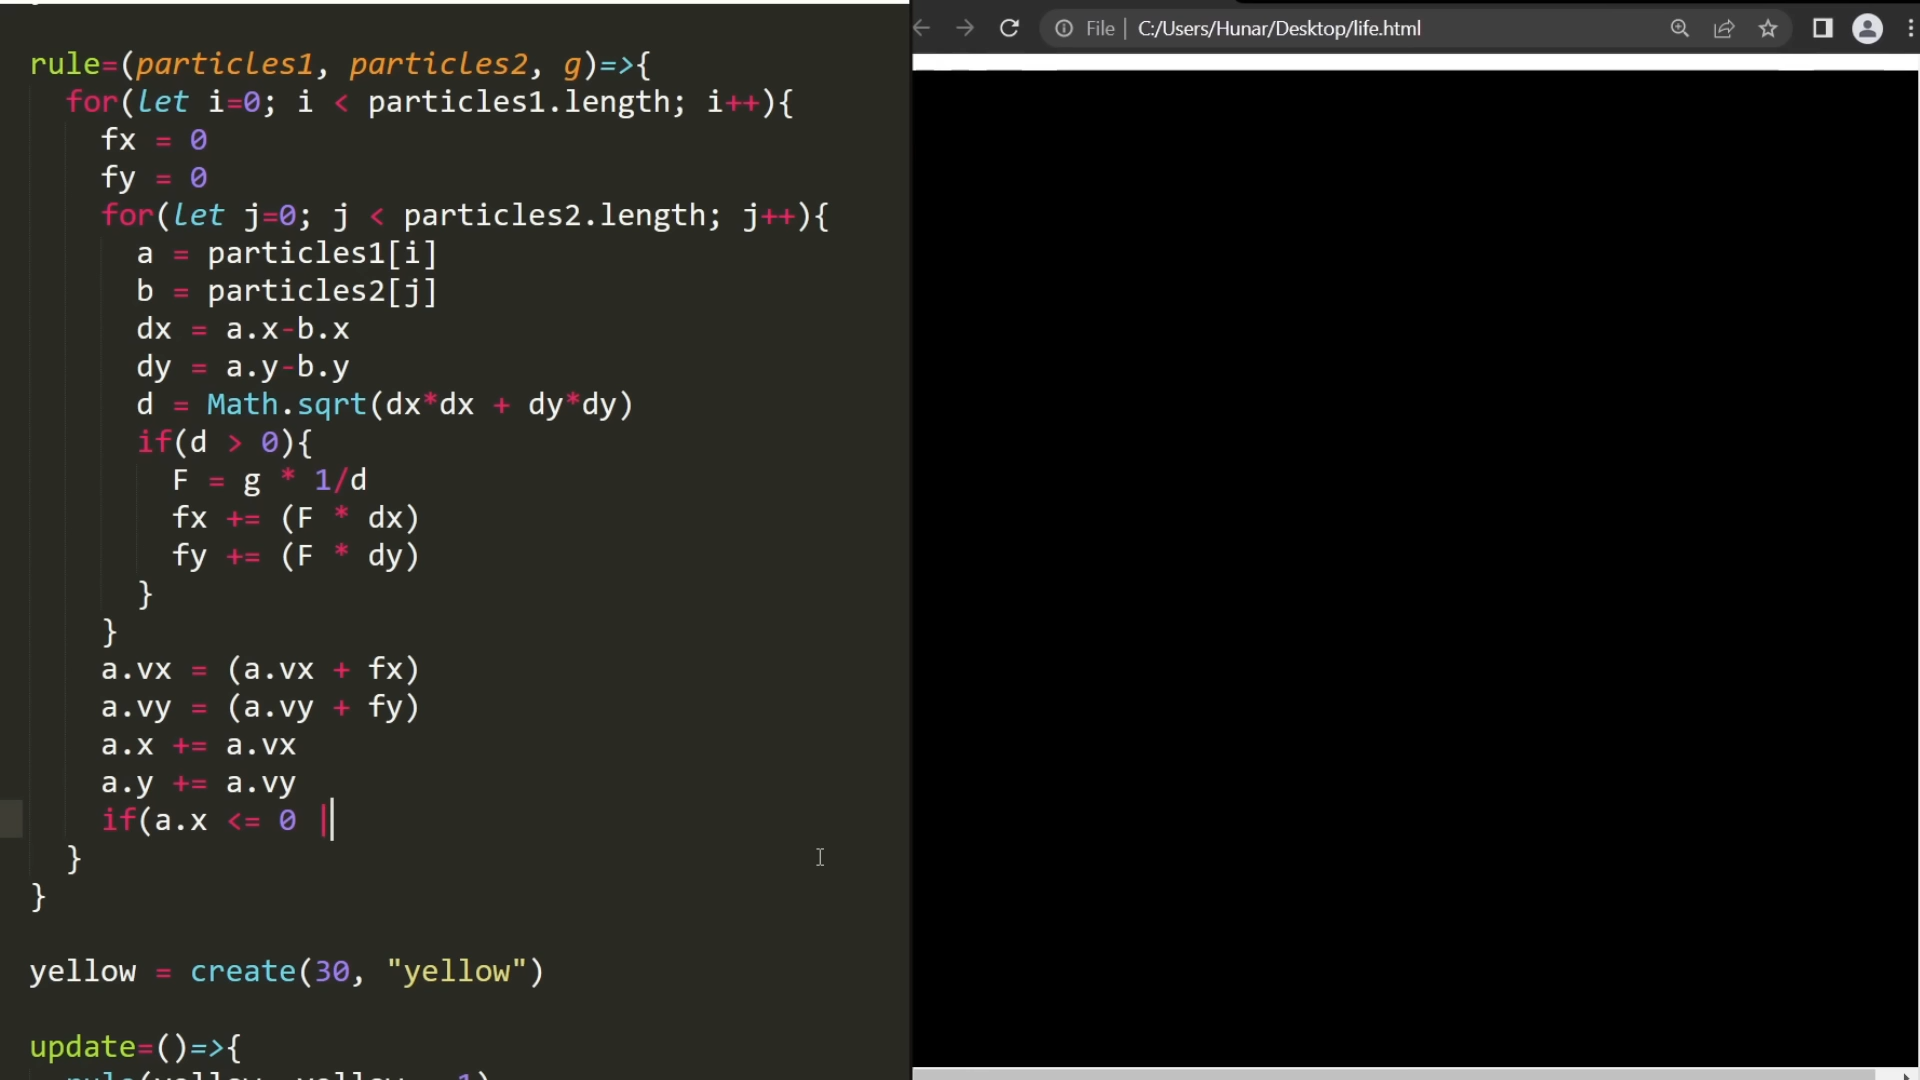 rule=(particles1, particles2, g)=>{
for(let i=0; i < particles1.length; i++){
fx = 0
fy = 0
for(let j=0; j < particles2.length; j++){
a = particles1[i]
b = particles2[j]
dx = a.x-b.x
dy = a.y-b.y
d = Math.sqrt(dx*dx + dy*dy)
if(d > 0){
F = g * 1/d
fx += (F * dx)
fy += (F * dy)
}
}
a.vx = (a.vx + fx)
a.vy = (a.vy + fy)
a.x += a.vx
a.y += a.vy
if(a.x <= 0 |
}
}
yellow = create(30, "yellow")
update=()=>{
File | C:/Users/Hunar/Desktop/life.html